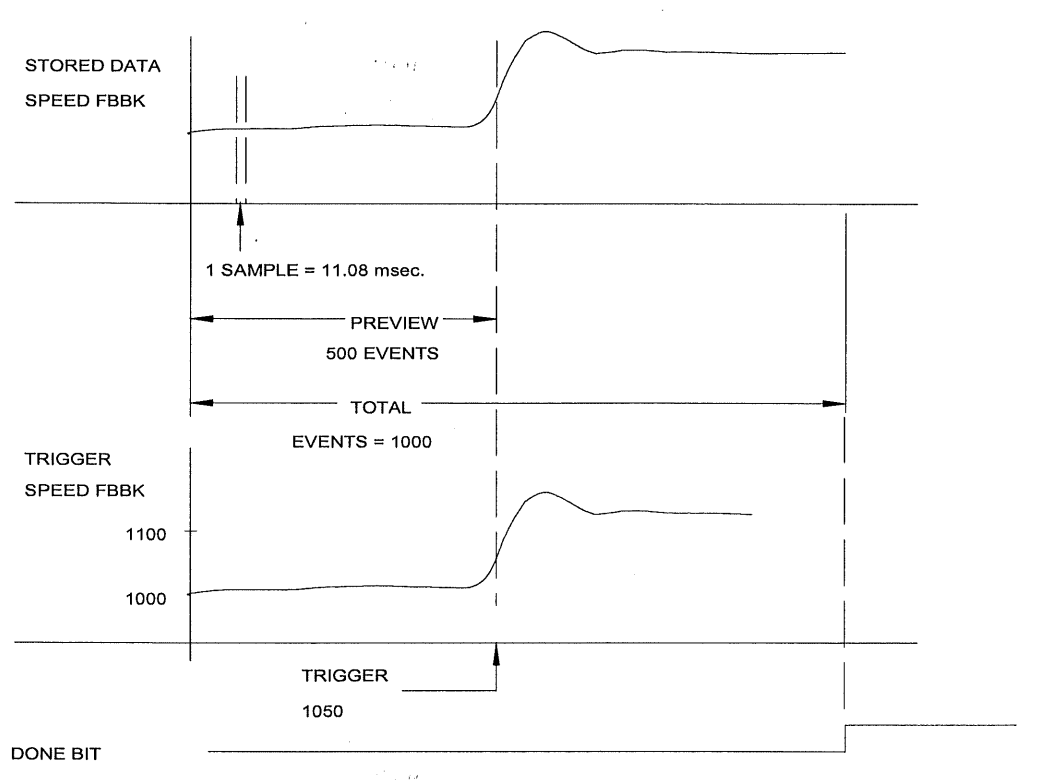 STORED DATA
SPEED FBBK
1 SAMPLE = 11.08 msec.
PREVIEW
500 EVENTS
TOTAL
EVENTS = 1000
TRIGGER
SPEED FBBK
1100
1000
TRIGGER
1050
DONE BIT